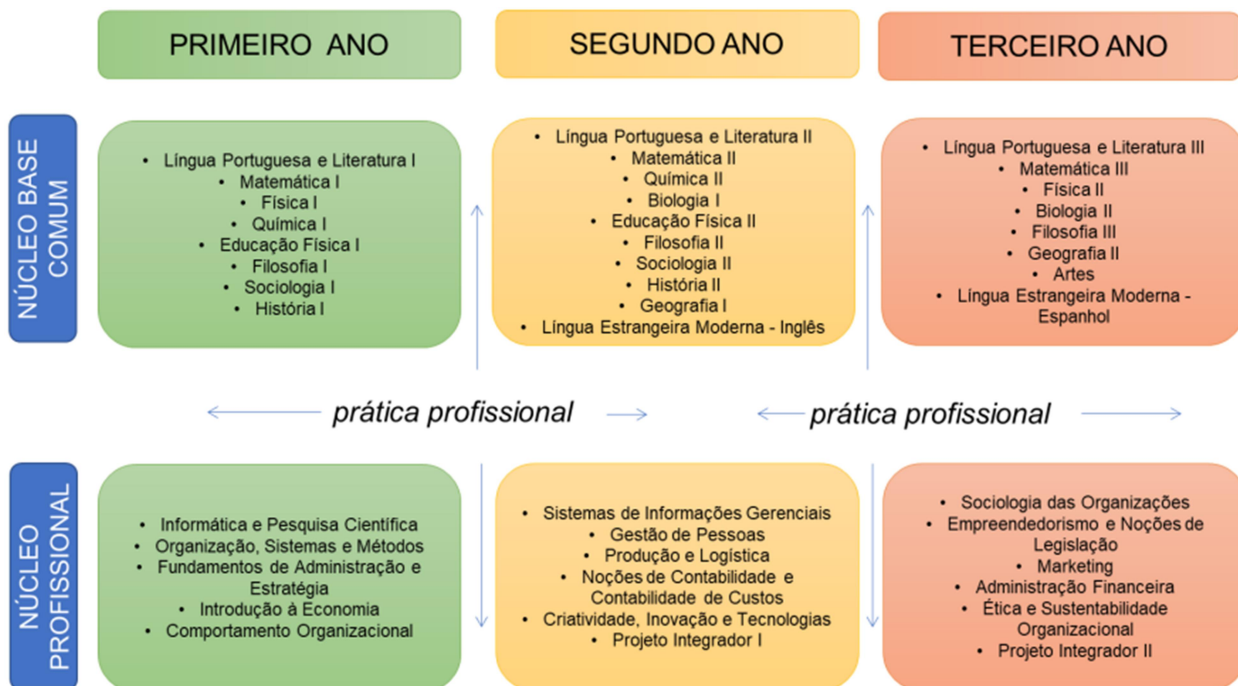 PRIMEIRO ANO
SEGUNDO ANO
TERCEIRO ANO
NÚCLEO BASE
COMUM
• Língua Portuguesa e Literatura I
• Matemática I
• Física I
• Química I
• Educação Física I
• Filosofia I
• Sociologia I
• História I
• Língua Portuguesa e Literatura II
• Matemática II
• Química II
• Biologia I
• Educação Física II
• Filosofia II
• Sociologia II
• História II
• Geografia I
• Língua Estrangeira Moderna - Inglês
• Língua Portuguesa e Literatura III
• Matemática III
• Física II
• Biologia II
• Filosofia III
• Geografia II
• Artes
• Língua Estrangeira Moderna -
Espanhol
prática profissional
prática profissional
NÚCLEO
PROFISSIONAL
• Informática e Pesquisa Científica
• Organização, Sistemas e Métodos
• Fundamentos de Administração e
Estratégia
• Introdução à Economia
• Comportamento Organizacional
• Sistemas de Informações Gerenciais
• Gestão de Pessoas
• Produção e Logística
• Noções de Contabilidade e
Contabilidade de Custos
• Criatividade, Inovação e Tecnologias
• Projeto Integrador I
• Sociologia das Organizações
• Empreendedorismo e Noções de
Legislação
• Marketing
• Administração Financeira
• Ética e Sustentabilidade
Organizacional
• Projeto Integrador II